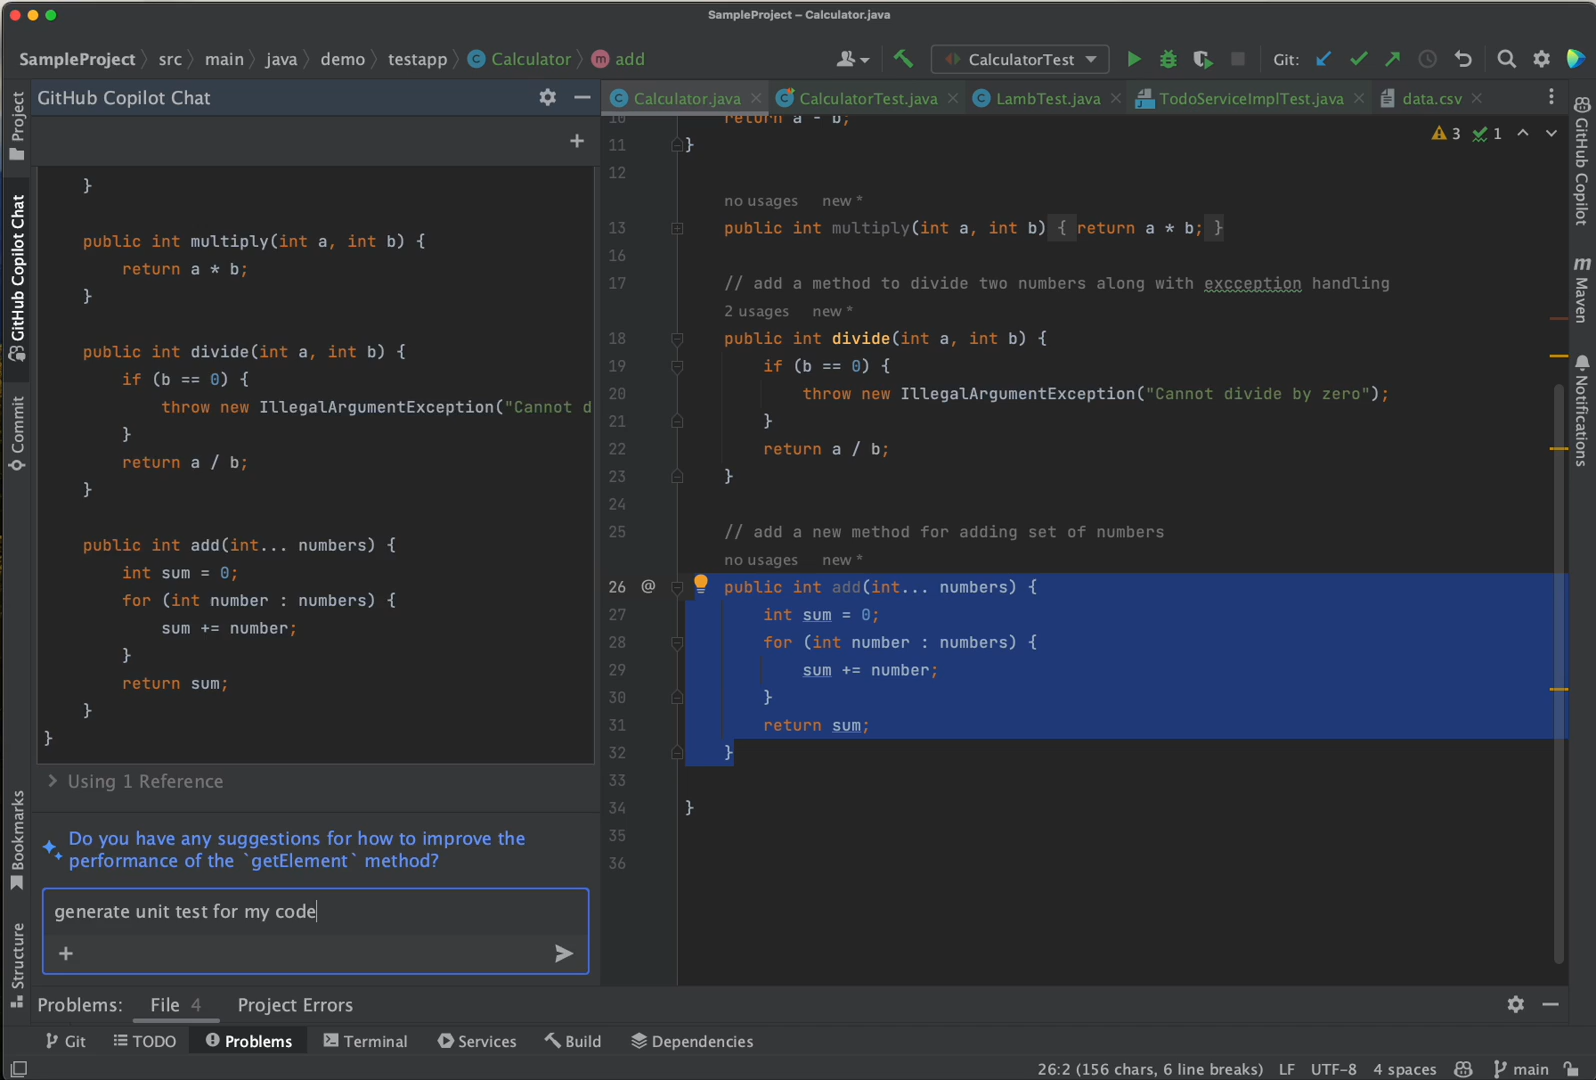 SampleProject – Calculator.java
SampleProject src main java demo testapp Calculator add
CalculatorTest
Git:
Project
GitHub Copilot Chat
Commit
Bookmarks
Structure
GitHub Copilot Chat
}
public int multiply(int a, int b) {
return a * b;
}
public int divide(int a, int b) {
if (b == 0) {
throw new IllegalArgumentException("Cannot d
}
return a / b;
}
public int add(int... numbers) {
int sum = 0;
for (int number : numbers) {
sum += number;
}
return sum;
}
}
Using 1 Reference
Do you have any suggestions for how to improve the
performance of the `getElement` method?
generate unit test for my code
Calculator.java CalculatorTest.java LambTest.java TodoServiceImplTest.java data.csv
3 1
10 return a - b;
11 }
12
no usages new *
13 public int multiply(int a, int b) { return a * b; }
16
17 // add a method to divide two numbers along with excception handling
2 usages new *
18 public int divide(int a, int b) {
19 if (b == 0) {
20 throw new IllegalArgumentException("Cannot divide by zero");
21 }
22 return a / b;
23 }
24
25 // add a new method for adding set of numbers
no usages new *
26 @ public int add(int... numbers) {
27 int sum = 0;
28 for (int number : numbers) {
29 sum += number;
30 }
31 return sum;
32 }
33
34 }
35
36
GitHub Copilot
m Maven
Notifications
Problems: File 4 Project Errors
Git TODO Problems Terminal Services Build Dependencies
26:2 (156 chars, 6 line breaks) LF UTF-8 4 spaces main